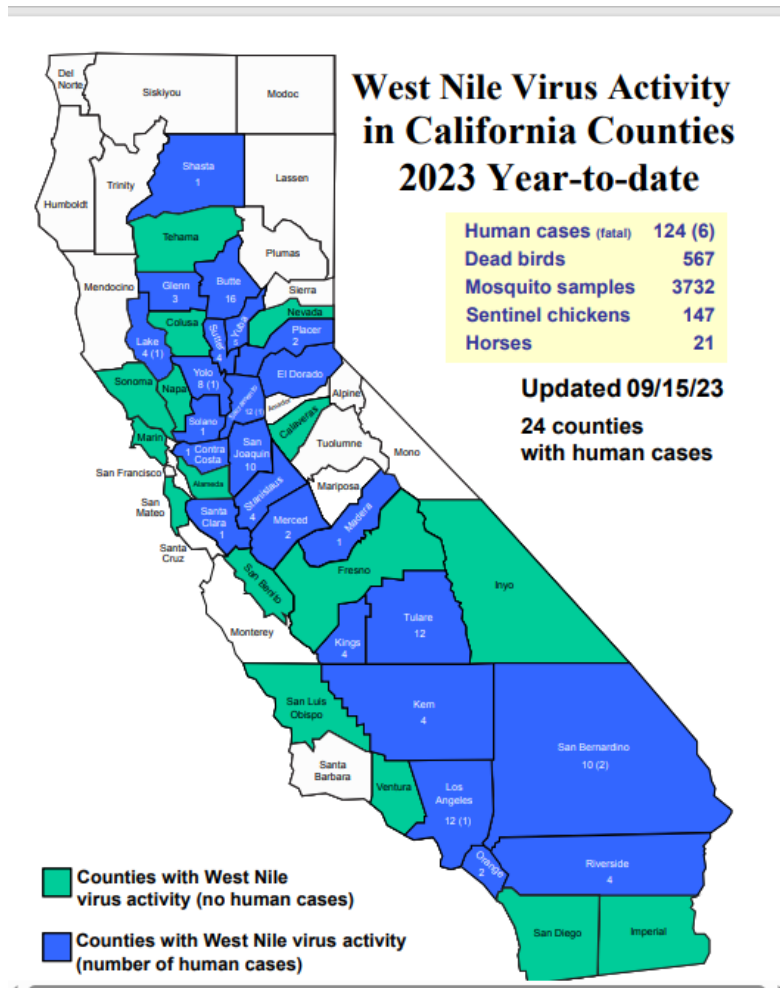 West Nile Virus Activity
in California Counties
2023 Year-to-date
Human cases (fatal) 124 (6)
Dead birds 567
Mosquito samples 3732
Sentinel chickens 147
Horses 21
Updated 09/15/23
24 counties
with human cases
Del
Norte
Siskiyou
Modoc
Shasta
1
Lassen
Trinity
Humboldt
Tehama
Plumas
Mendocino
Glenn
3
Butte
16
Sierra
Nevada
Colusa
Sutter
4
Yuba
Placer
2
Lake
4 (1)
El Dorado
Yolo
8 (1)
Sonoma
Napa
Sacramento
12 (1)
Alpine
Amador
Solano
1
Calaveras
Marin
1 Contra
Costa
San
Joaquin
10
Tuolumne
Mono
San Francisco
Alameda
Stanislaus
4
Mariposa
San
Mateo
Santa
Clara
1
Merced
2
Madera
1
Santa
Cruz
San Benito
Fresno
Inyo
Monterey
Kings
4
Tulare
12
San Luis
Obispo
Kern
4
San Bernardino
10 (2)
Santa
Barbara
Ventura
Los
Angeles
12 (1)
Orange
2
Riverside
4
San Diego
Imperial
Counties with West Nile
virus activity (no human cases)
Counties with West Nile virus activity
(number of human cases)